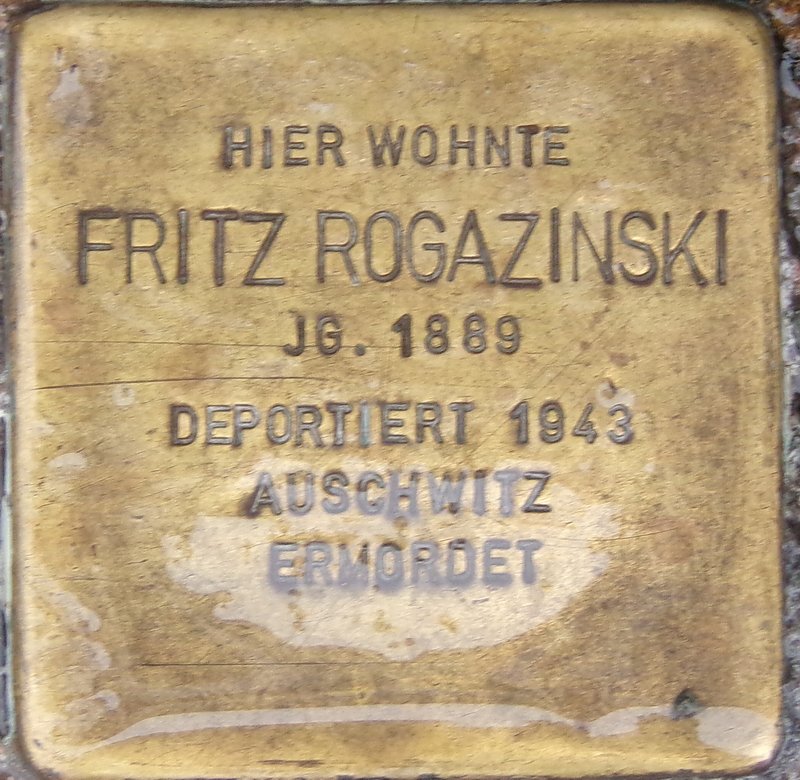 HIER WOHNTE
FRITZ ROGAZINSKI
JG. 1889
DEPORTIERT 1943
AUSCHWITZ
ERMORDET